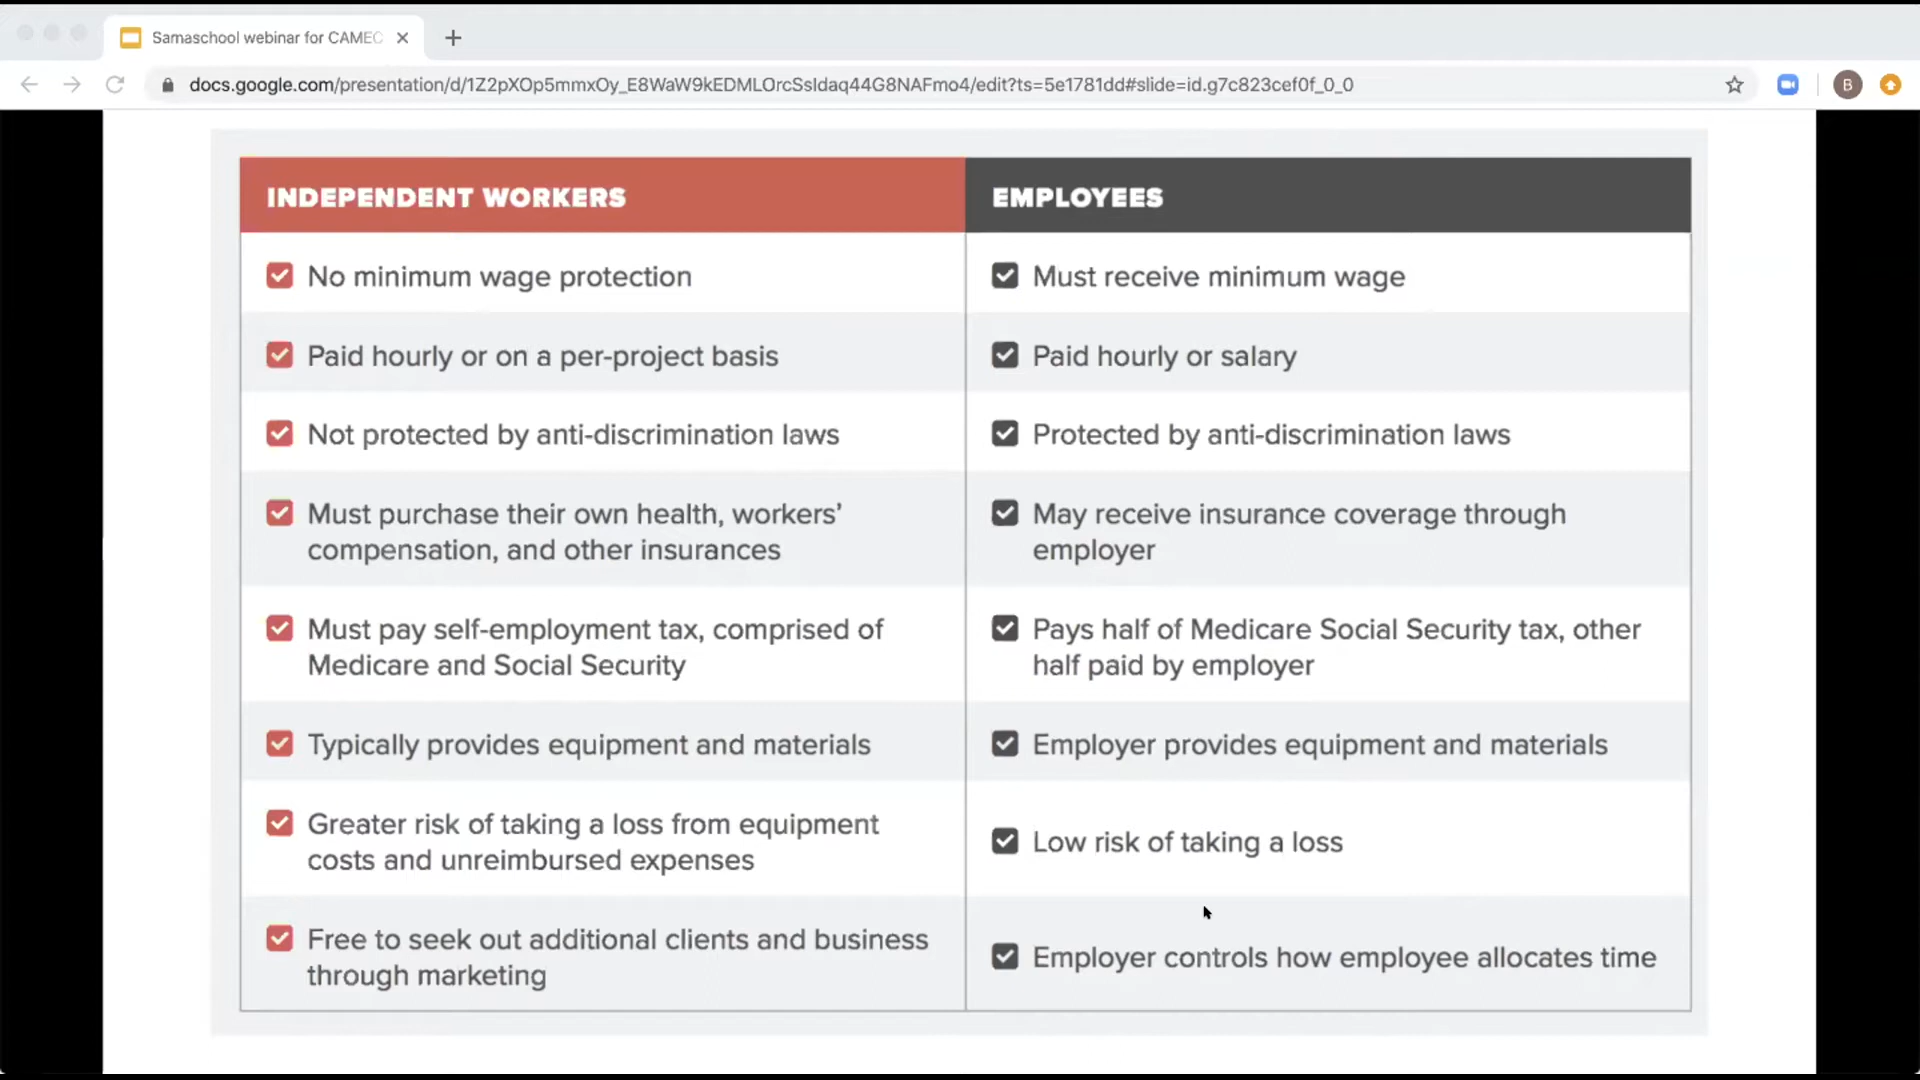 Samaschool webinar for CAMEC
docs.google.com/presentation/d/1Z2pXOp5mmxOy_E8WaW9kEDMLOrcSsIdaq44G8NAFmo4/edit?ts=5e1781dd#slide=id.g7c823cef0f_0_0
B
INDEPENDENT WORKERS
EMPLOYEES
No minimum wage protection
Must receive minimum wage
Paid hourly or on a per-project basis
Paid hourly or salary
Not protected by anti-discrimination laws
Protected by anti-discrimination laws
Must purchase their own health, workers’
compensation, and other insurances
May receive insurance coverage through
employer
Must pay self-employment tax, comprised of
Medicare and Social Security
Pays half of Medicare Social Security tax, other
half paid by employer
Typically provides equipment and materials
Employer provides equipment and materials
Greater risk of taking a loss from equipment
costs and unreimbursed expenses
Low risk of taking a loss
Free to seek out additional clients and business
through marketing
Employer controls how employee allocates time